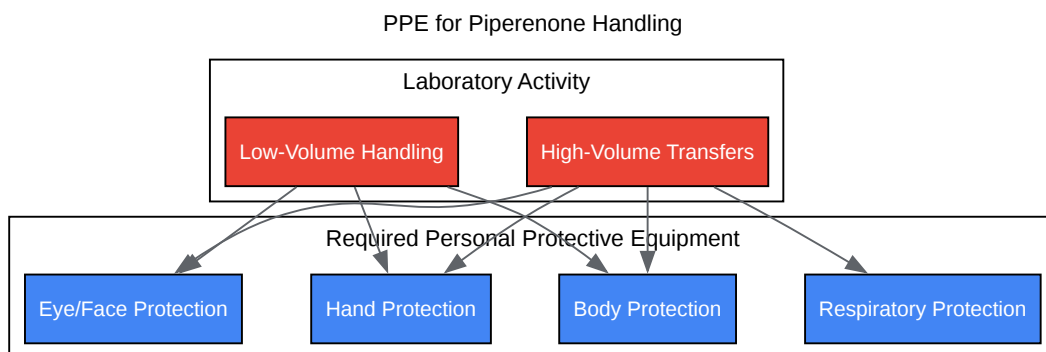 PPE for Piperenone Handling
Laboratory Activity
Low-Volume Handling
High-Volume Transfers
Required Personal Protective Equipment
Eye/Face Protection
Hand Protection
Body Protection
Respiratory Protection